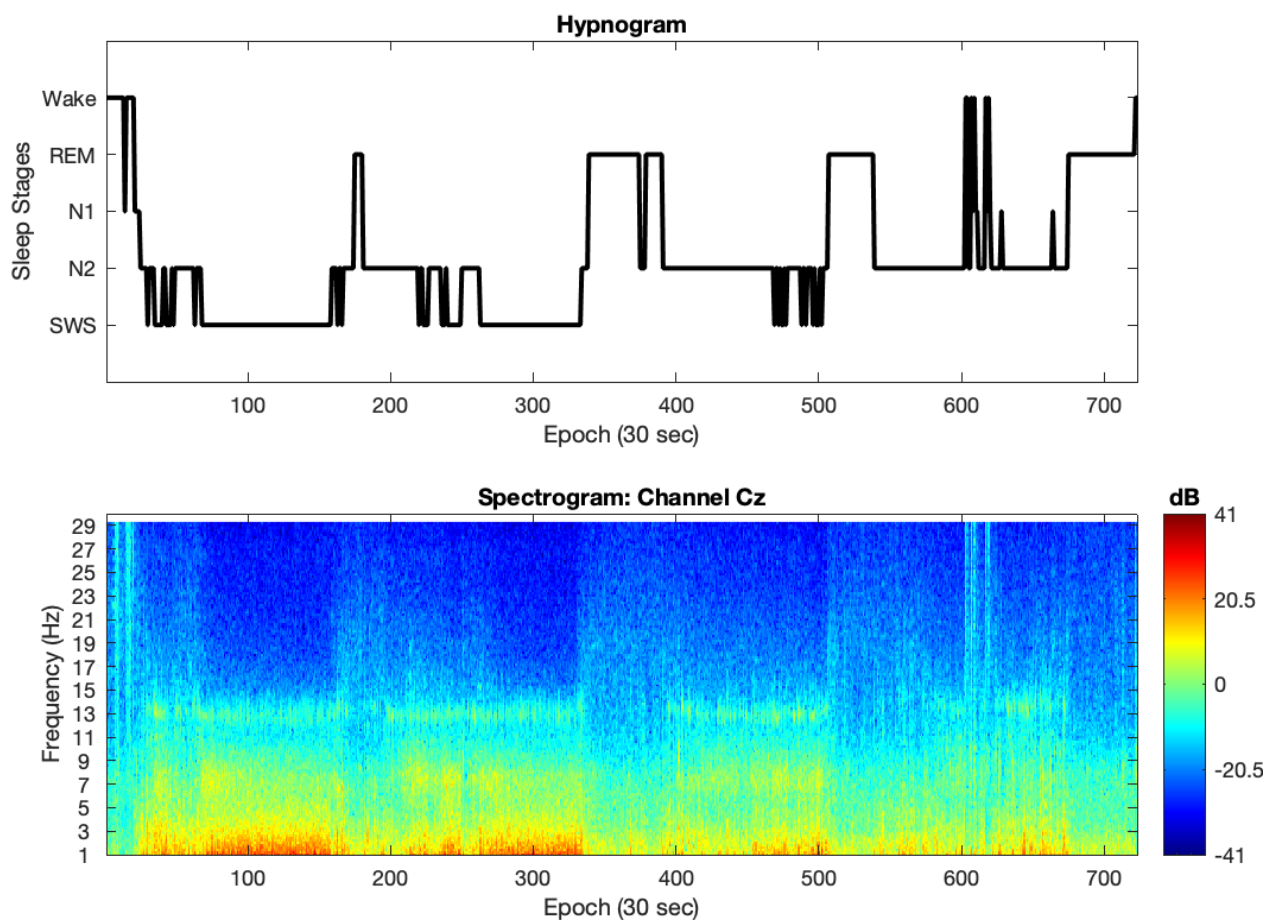 Hypnogram
Sleep Stages
Wake
REM
N1
N2
SWS
100 200 300 400 500 600 700
Epoch (30 sec)
Spectrogram: Channel Cz
dB
Frequency (Hz)
29
27
25
23
21
19
17
15
13
11
9
7
5
3
1
41
20.5
0
-20.5
-41
100 200 300 400 500 600 700
Epoch (30 sec)